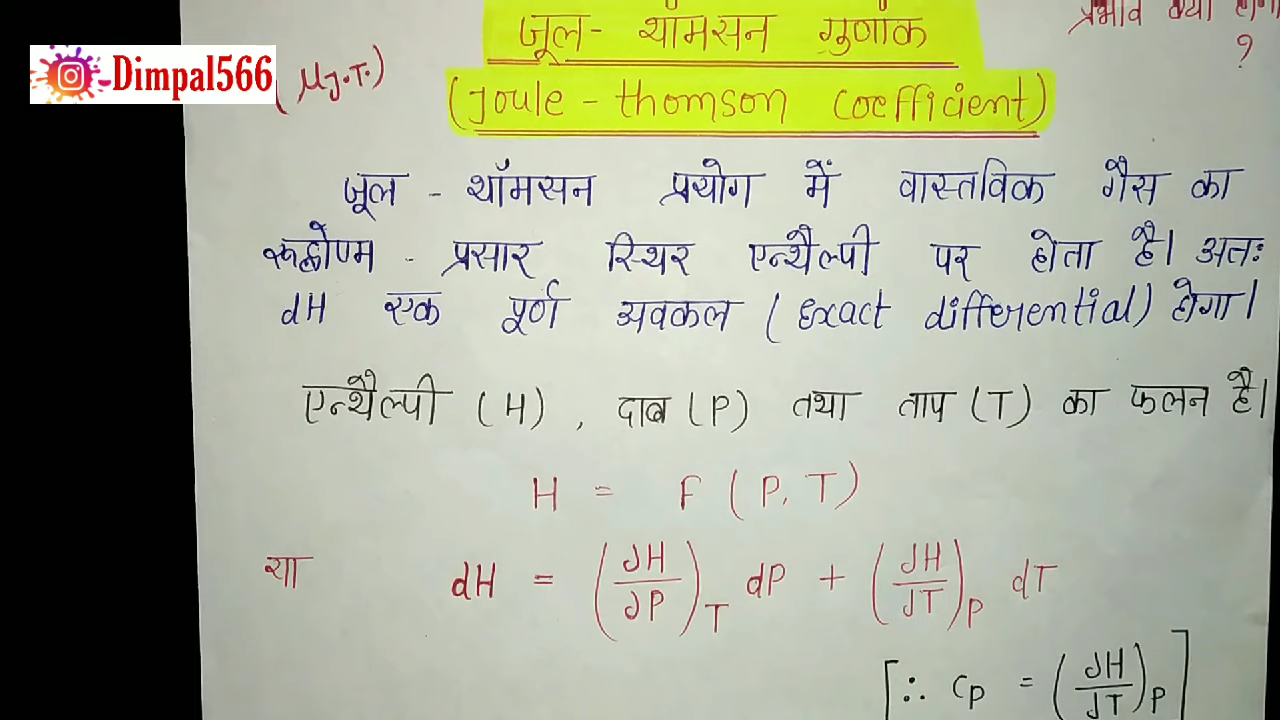 प्रभाव क्या होगा
?
जूल - थॉमसन गुणांक
-Dimpal566
(μJ.T.)
(Joule - thomson Coefficient)
जूल - थॉमसन प्रयोग में वास्तविक गैस का
रूद्धोष्म - प्रसार स्थिर एन्थैल्पी पर होता है। अतः
dH एक पूर्ण अवकल (Exact differential) होगा।
एन्थैल्पी (H), दाब (P) तथा ताप (T) का फलन है।
H = F (P, T)
या dH = (∂H/∂P)T dP + (∂H/∂T)P dT
[∴ CP = (∂H/∂T)P]